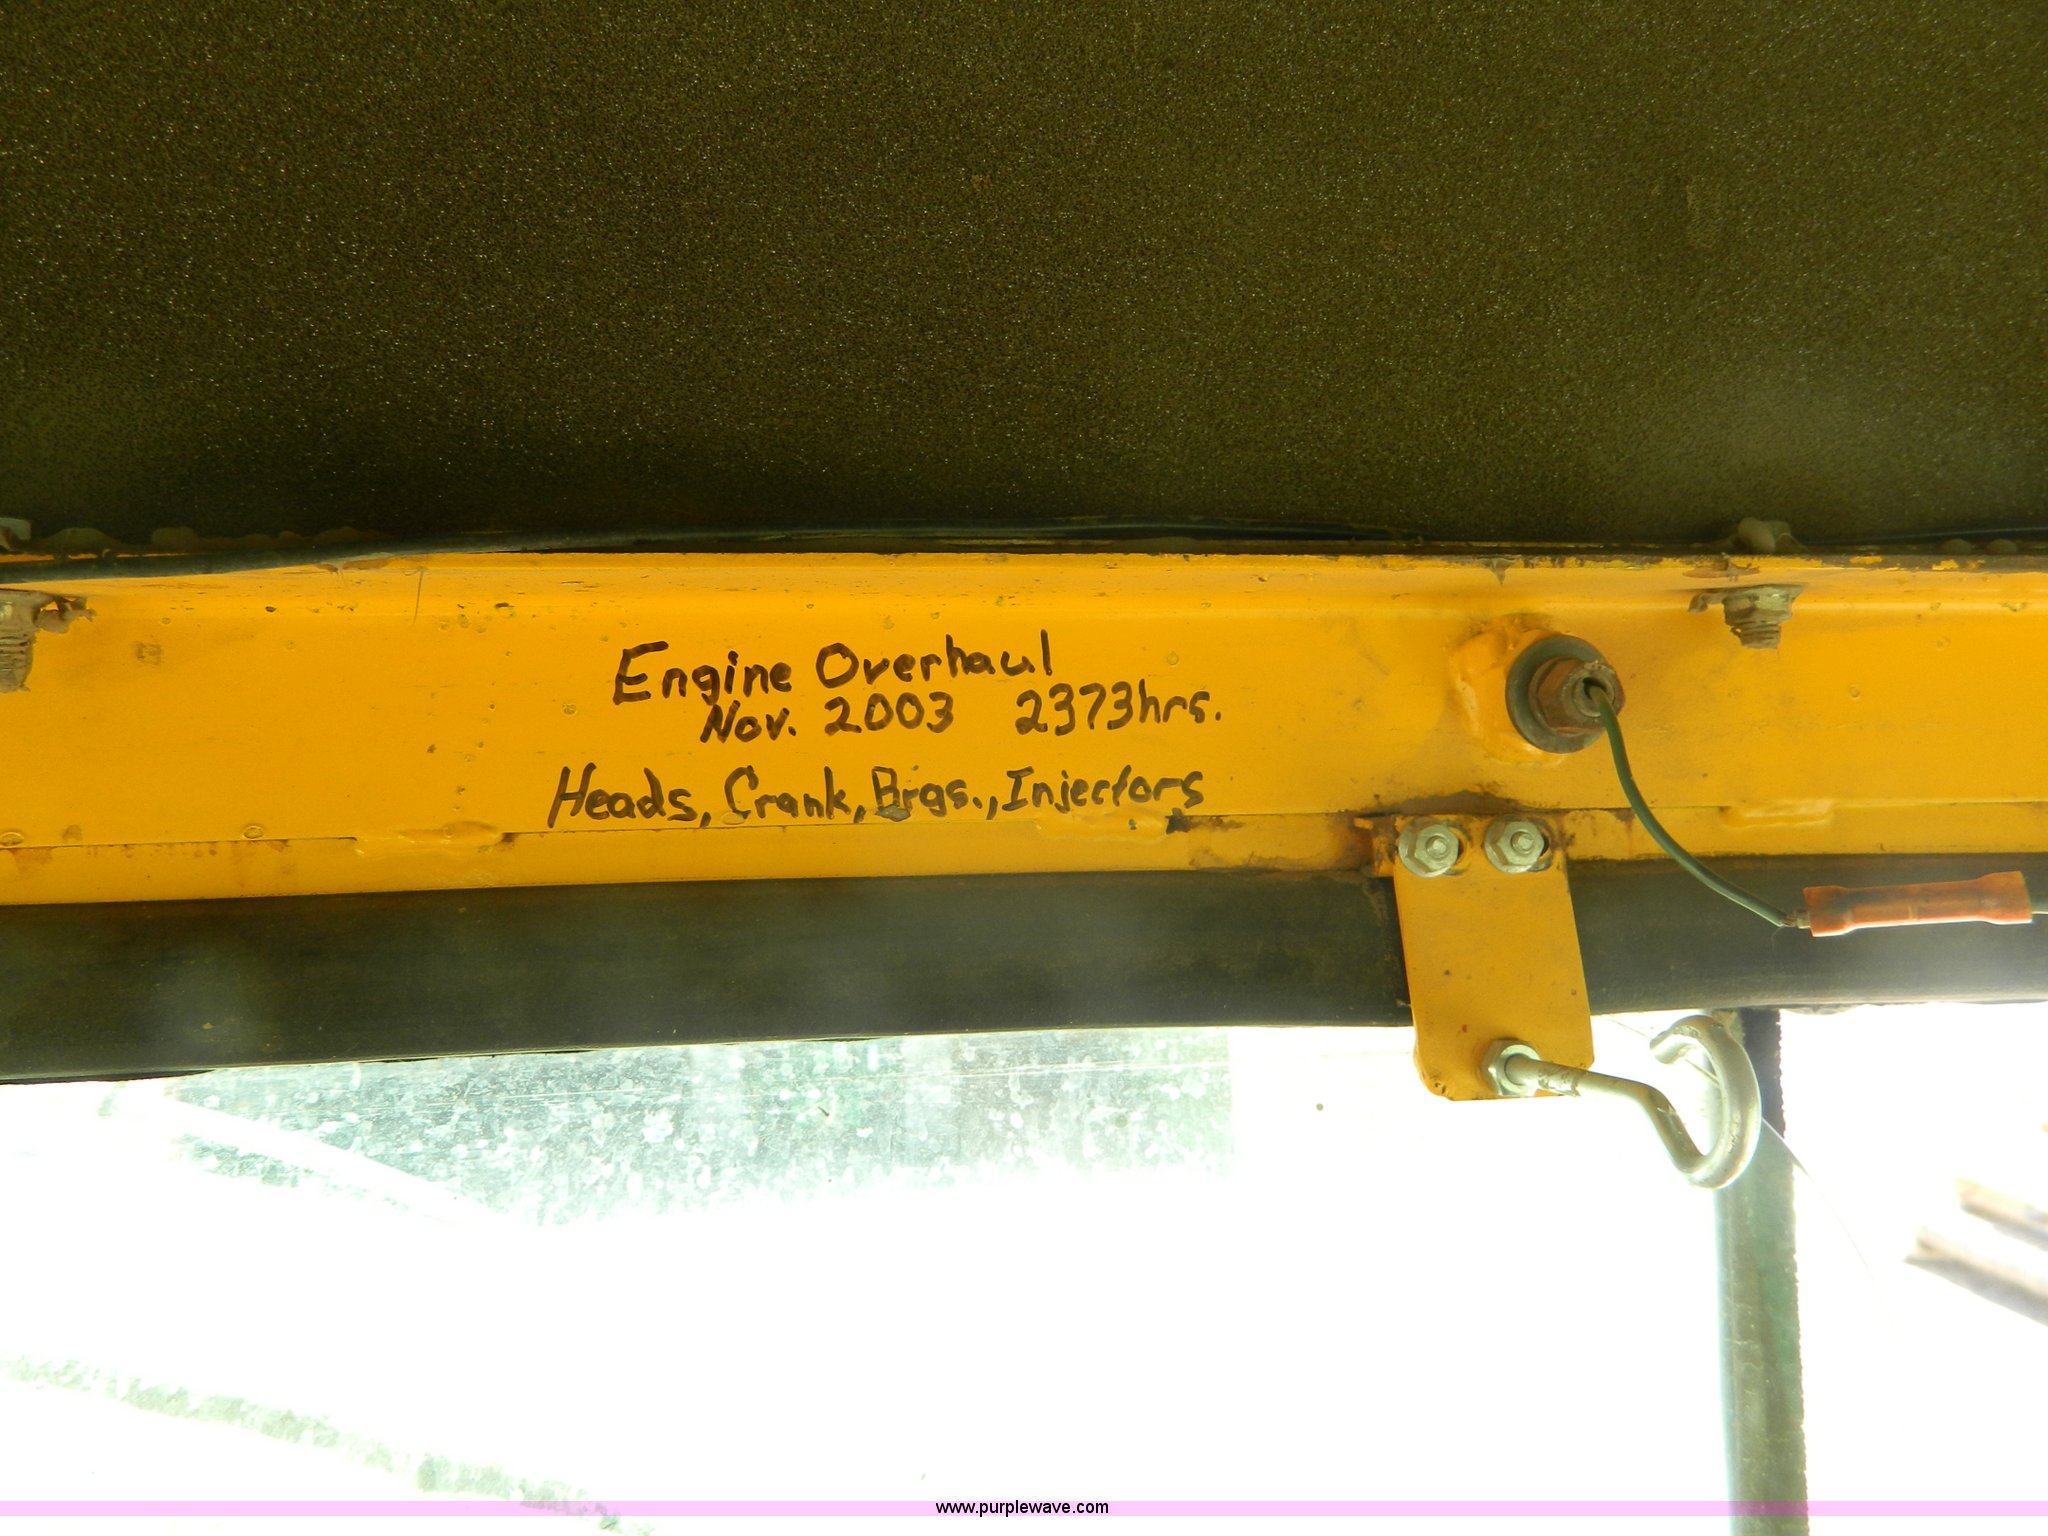 Engine Overhaul
Nov. 2003 2373hrs.
Heads, Crank, Brgs., Injectors
www.purplewave.com